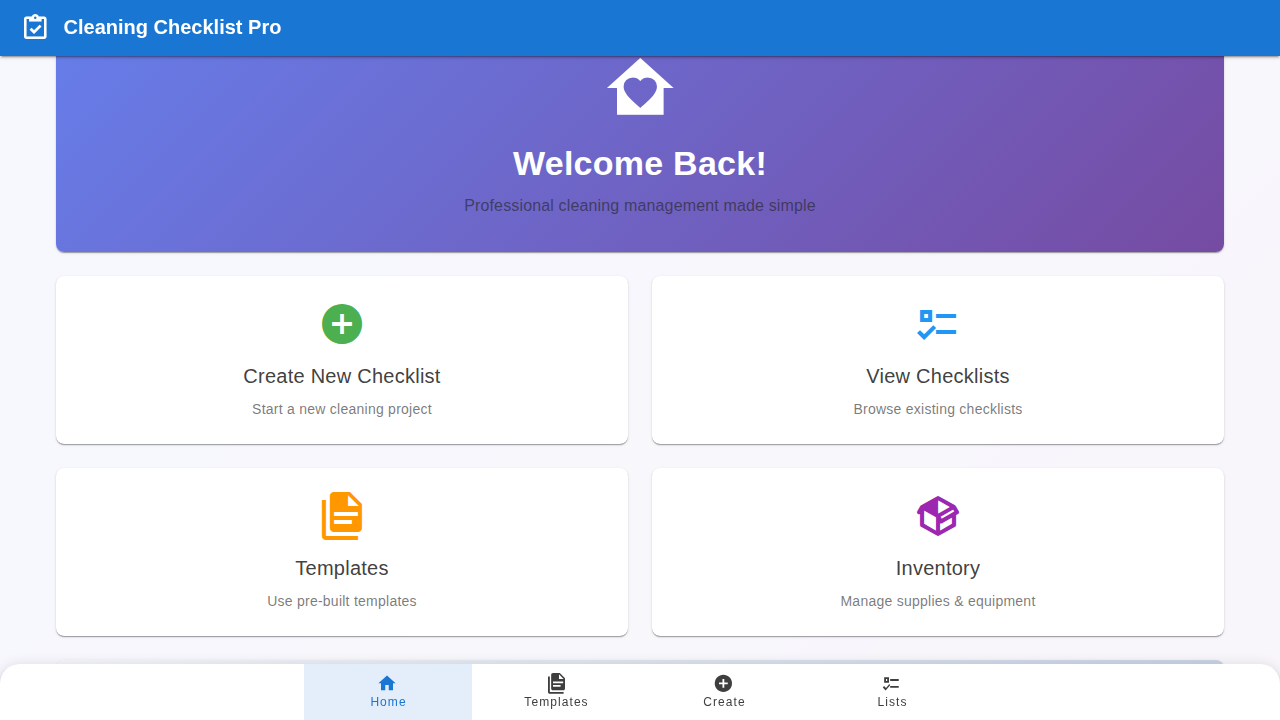 Cleaning Checklist Pro
Welcome Back!
Professional cleaning management made simple
Create New Checklist
Start a new cleaning project
View Checklists
Browse existing checklists
Templates
Use pre-built templates
Inventory
Manage supplies & equipment
Home
Templates
Create
Lists